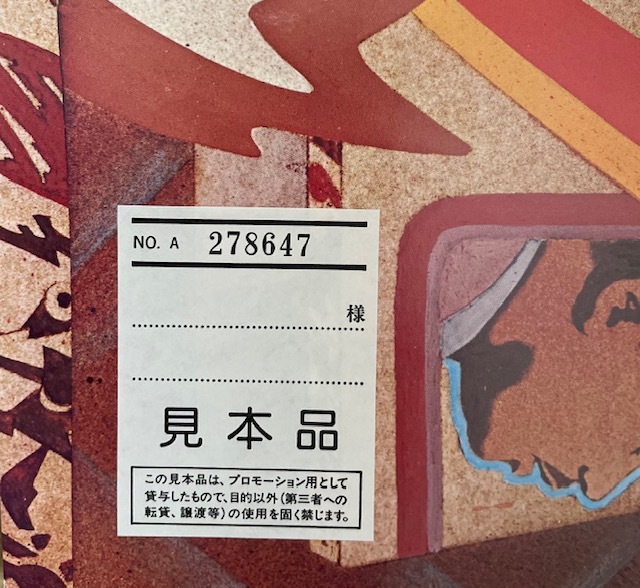 NO. A 278647
様
見本品
この見本品は、プロモーション用として
貸与したもので、目的以外（第三者への
転貸、譲渡等）の使用を固く禁じます。